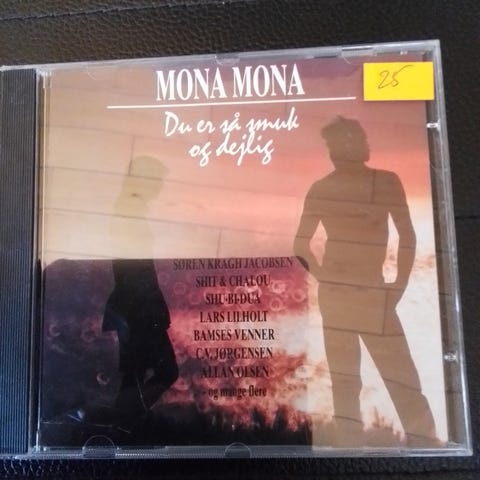 MONA MONA
25
Du er så smuk
og dejlig
SØREN KRAGH JACOBSEN
SHIT & CHALOU
SHU-BI-DUA
LARS LILHOLT
BAMSES VENNER
C.V. JØRGENSEN
ALLAN OLSEN
- og mange flere